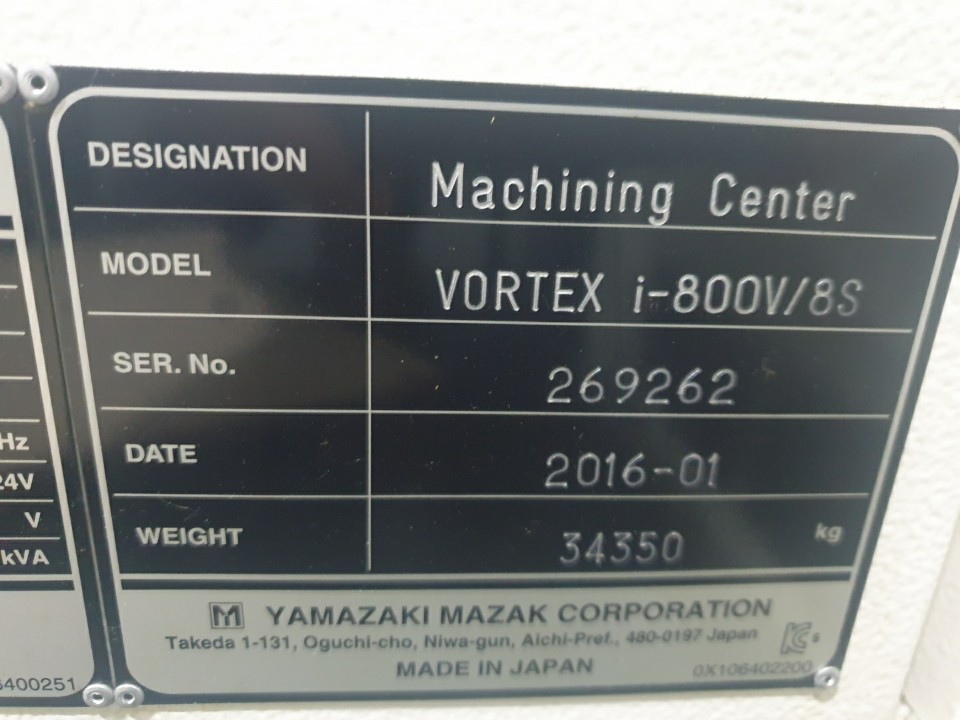 DESIGNATION Machining Center
MODEL VORTEX i-800V/8S
SER. No. 269262
DATE 2016-01
WEIGHT 34350 kg
M YAMAZAKI MAZAK CORPORATION
Takeda 1-131, Oguchi-cho, Niwa-gun, Aichi-Pref., 480-0197 Japan
MADE IN JAPAN
0X106402200
Hz
24V
V
kVA
6400251